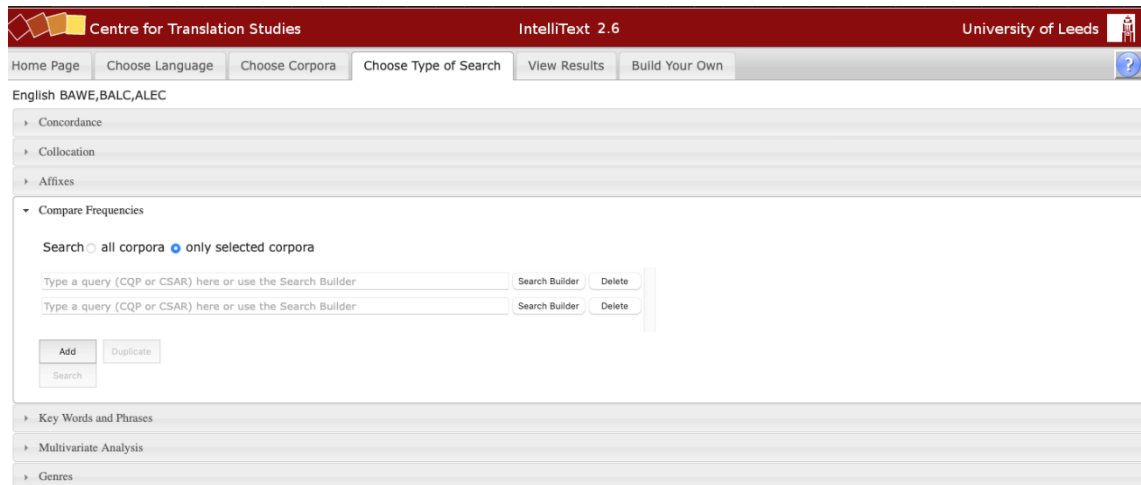 Centre for Translation Studies IntelliText 2.6 University of Leeds
Home Page Choose Language Choose Corpora Choose Type of Search View Results Build Your Own ?
English BAWE,BALC,ALEC
Concordance
Collocation
Affixes
Compare Frequencies
Search all corpora only selected corpora
Type a query (CQP or CSAR) here or use the Search Builder Search Builder Delete
Type a query (CQP or CSAR) here or use the Search Builder Search Builder Delete
Add Duplicate
Search
Key Words and Phrases
Multivariate Analysis
Genres